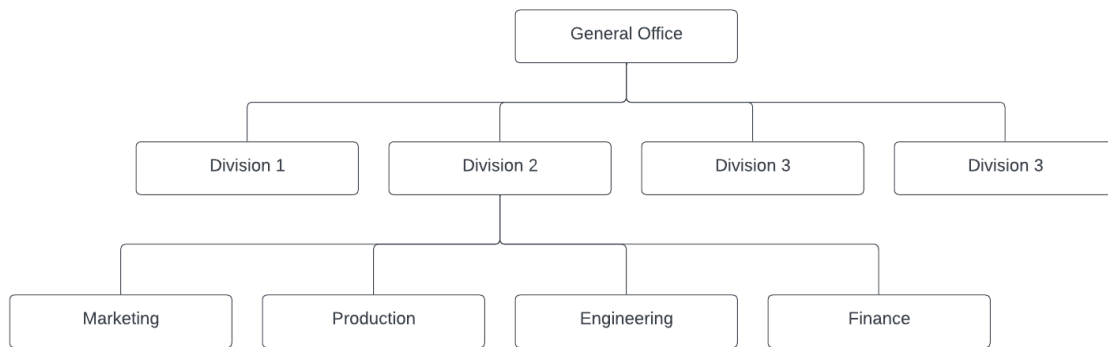 General Office
Division 1
Division 2
Division 3
Division 3
Marketing
Production
Engineering
Finance